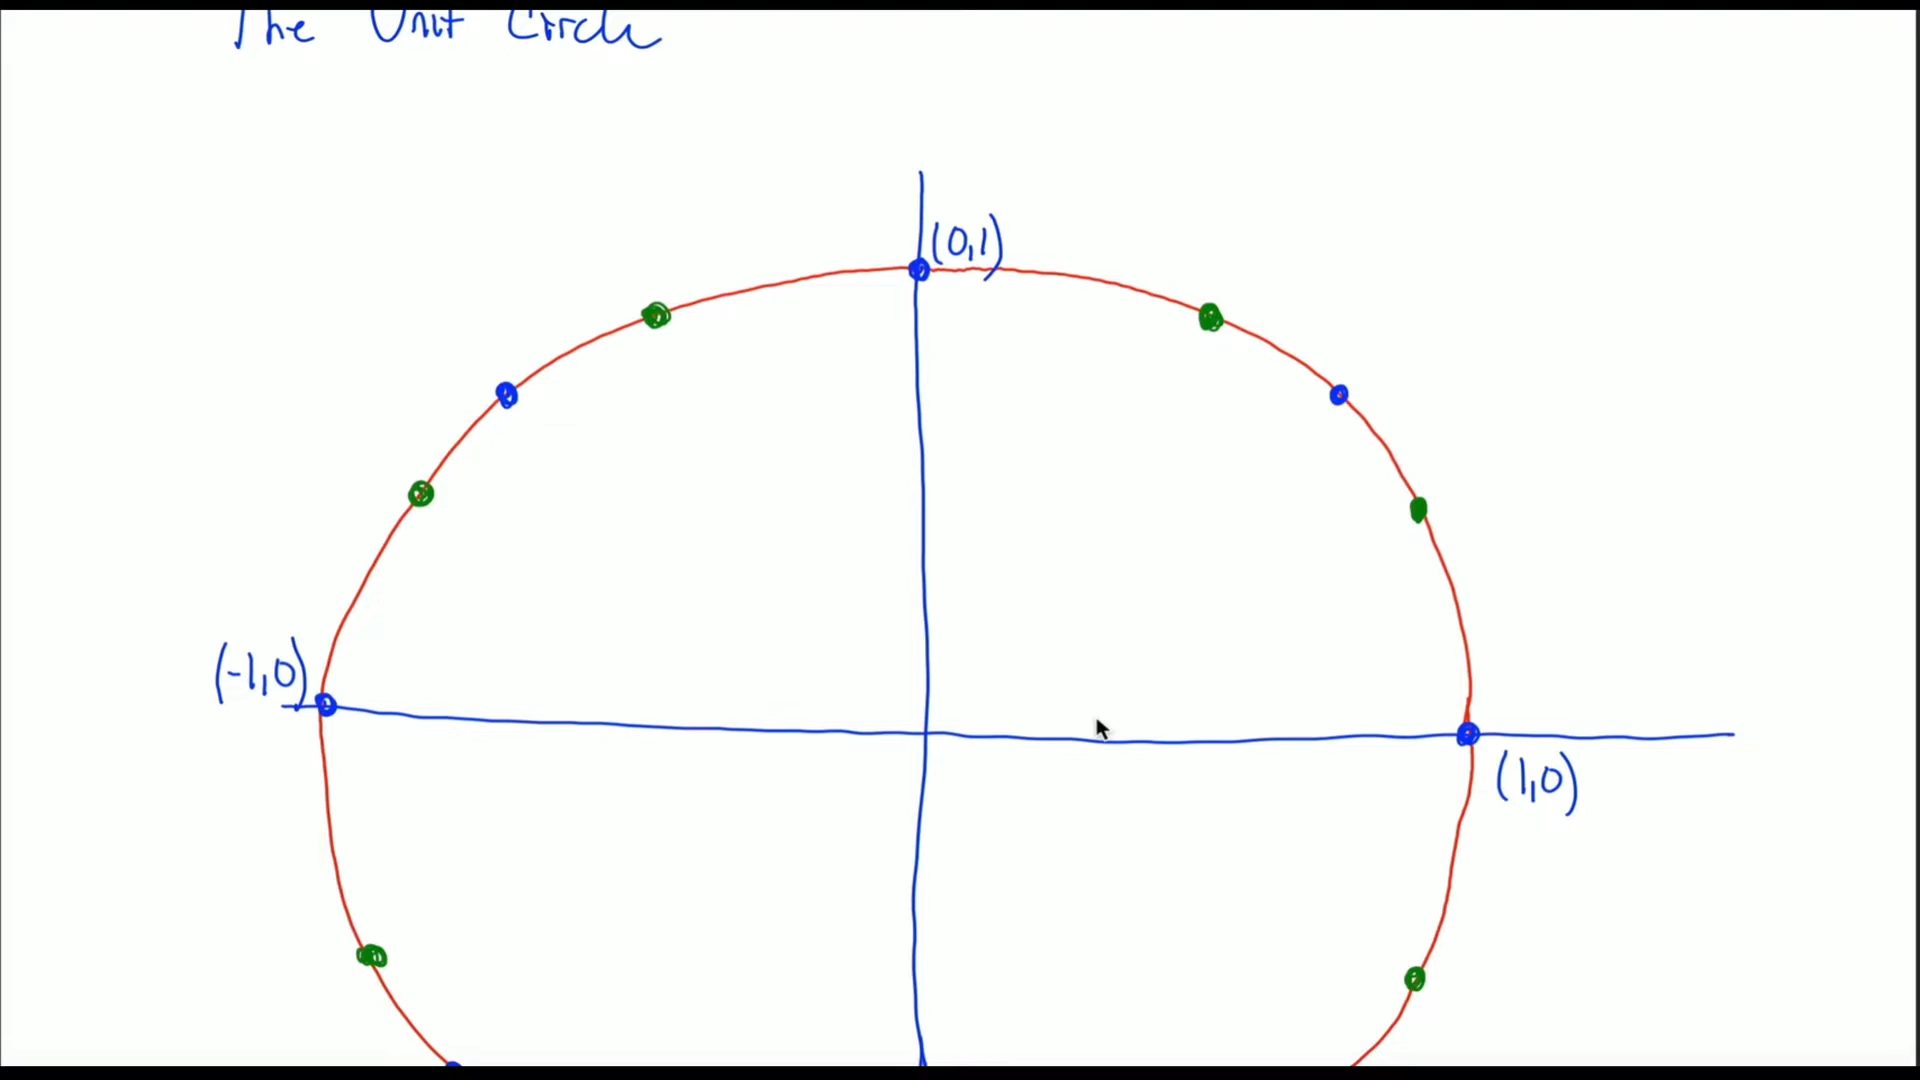 The Unit Circle
(0,1)
(-1,0)
(1,0)